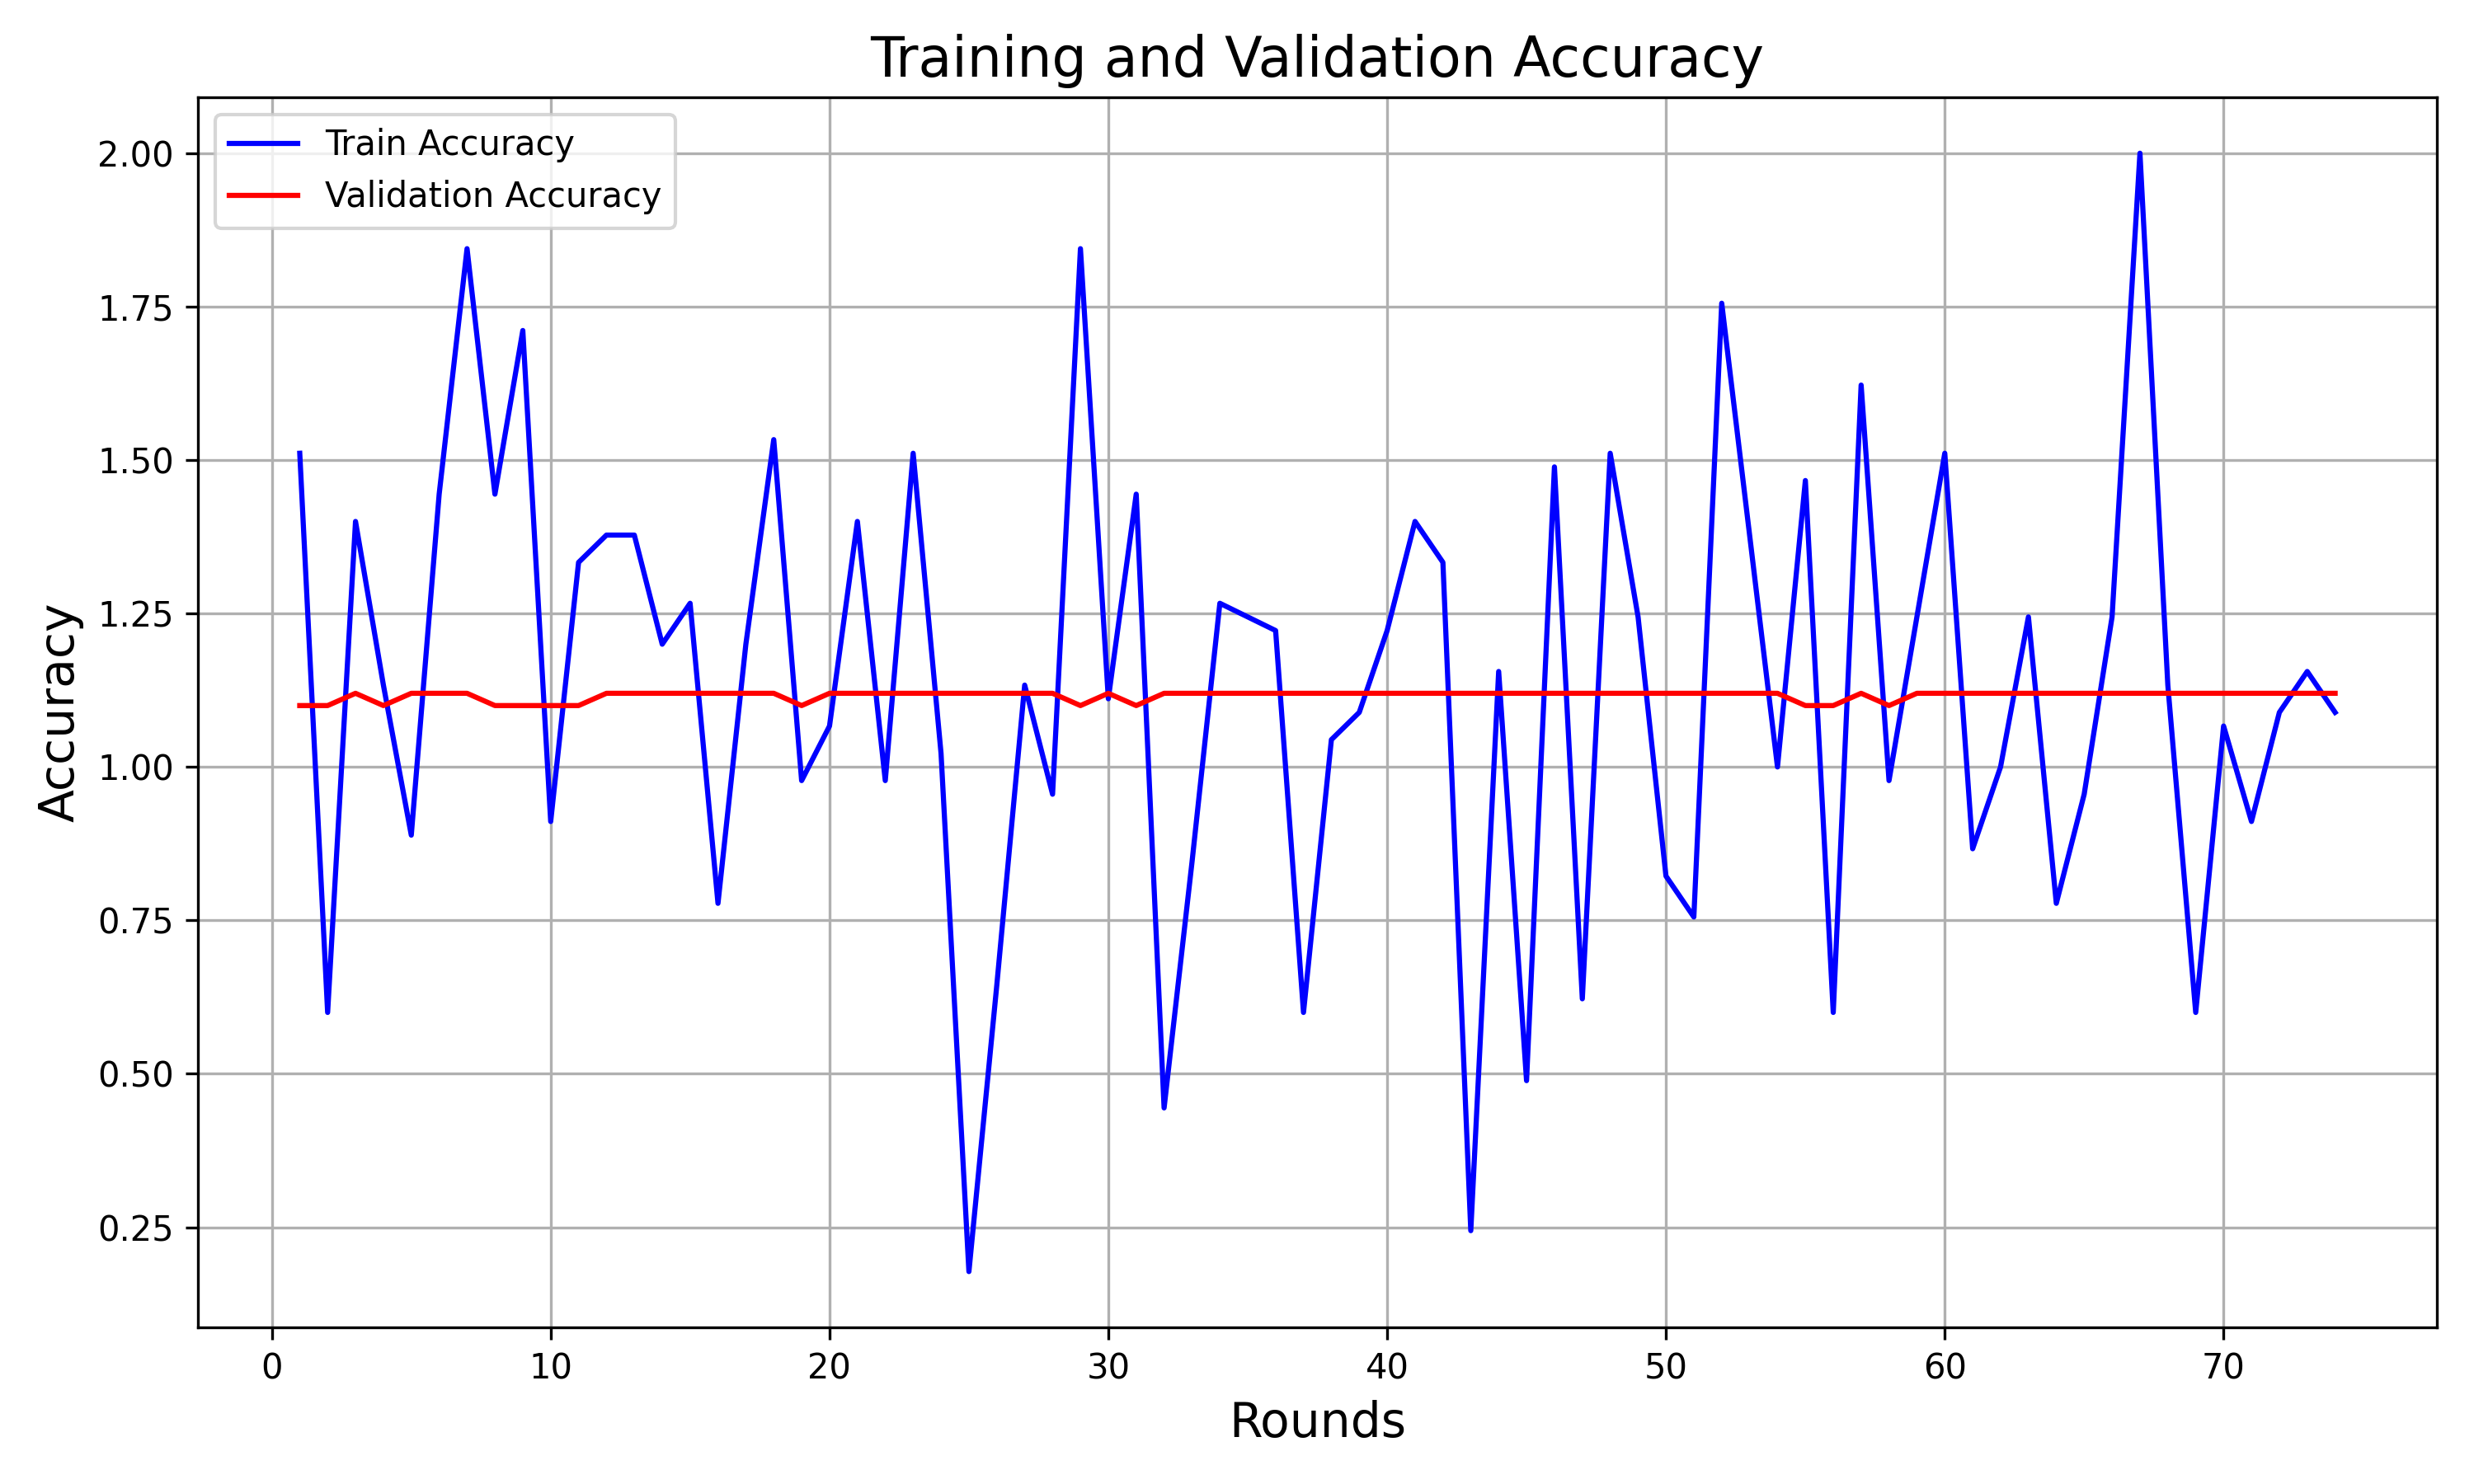 Training and Validation Accuracy
Train Accuracy
Validation Accuracy
Accuracy
2.00
1.75
1.50
1.25
1.00
0.75
0.50
0.25
0 10 20 30 40 50 60 70
Rounds